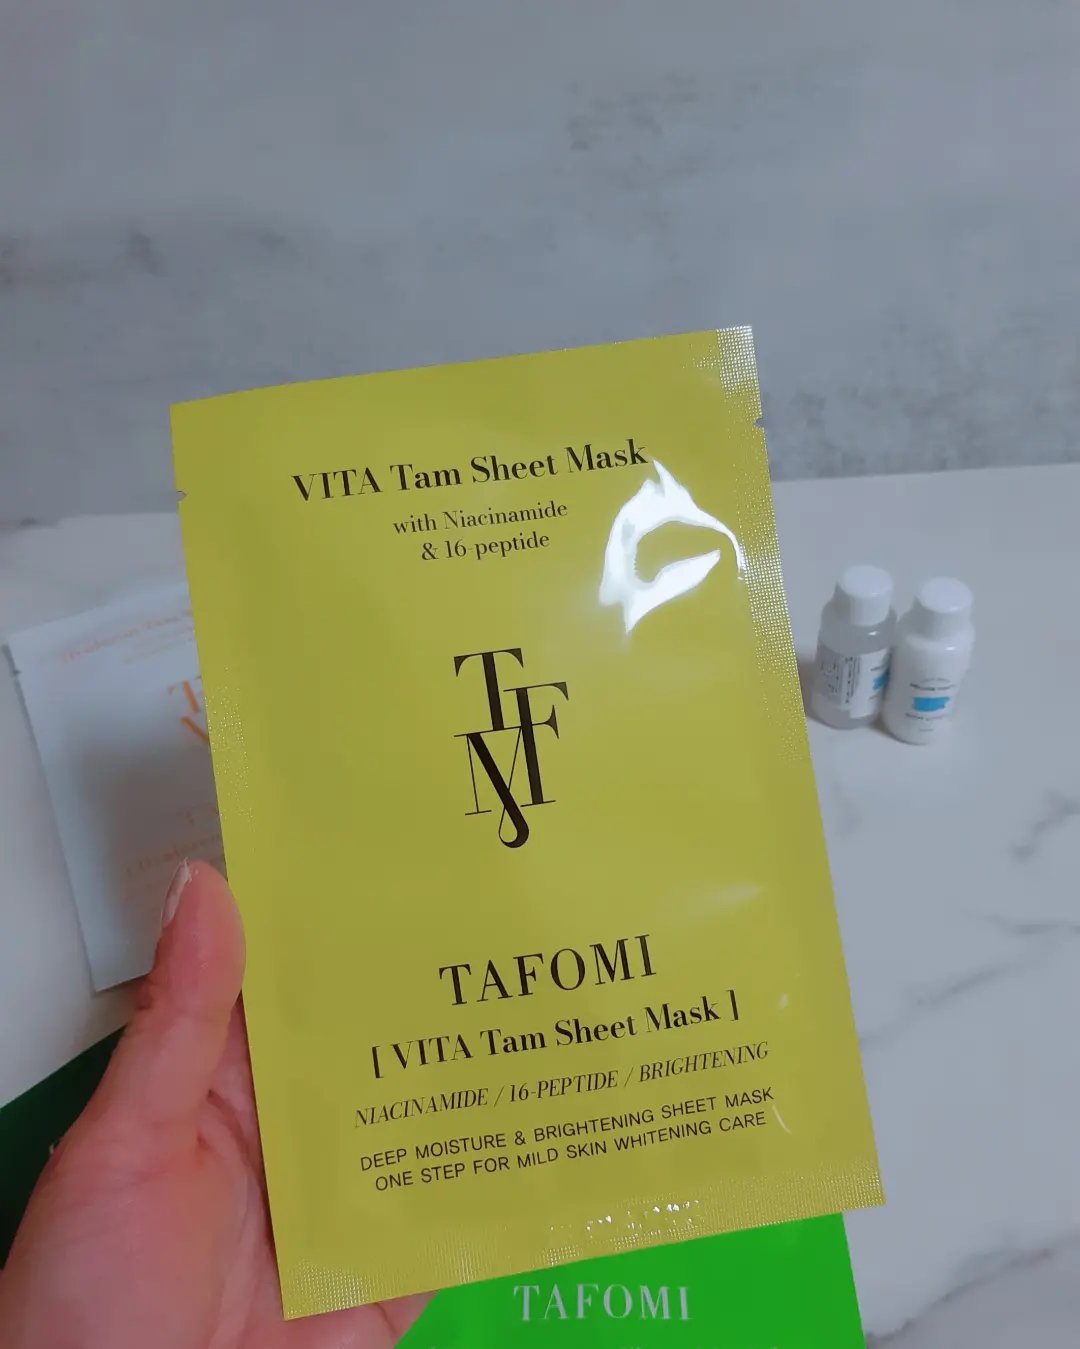 VITA Tam Sheet Mask
with Niacinamide
& 16-peptide
TAFOMI
[ VITA Tam Sheet Mask ]
NIACINAMIDE / 16-PEPTIDE / BRIGHTENING
DEEP MOISTURE & BRIGHTENING SHEET MASK
ONE STEP FOR MILD SKIN WHITENING CARE
TAFOMI